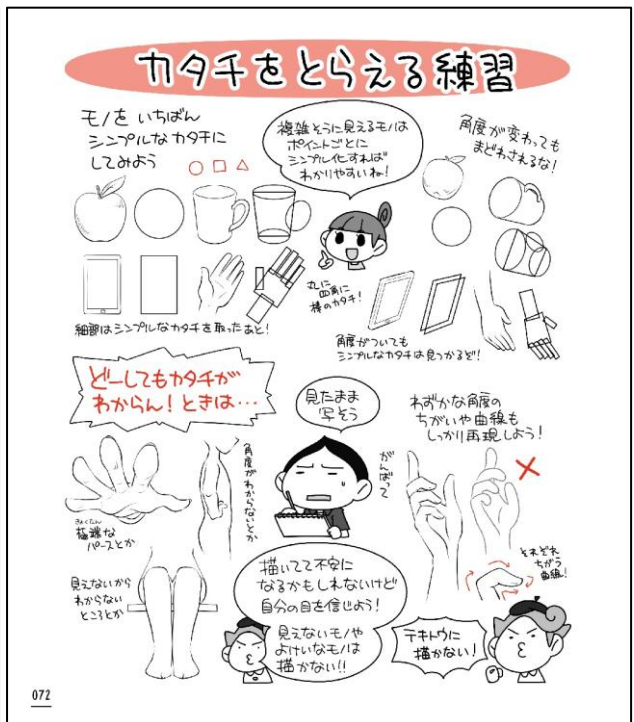 カタチをとらえる練習
モノを いちばん
シンプルなカタチに
してみよう
○□△
複雑そうに見えるモノは
ポイントごとに
シンプル化すれば
わかりやすいね!
角度が変わっても
まどわされるな!
丸に
四角に
棒のカタチ!
細部はシンプルなカタチを取ったあと!
角度がついても
シンプルなカタチは見つかるぞ!
どーしてもカタチが
わからん!ときは…
見たまま
写そう
がんばって
わずかな角度の
ちがいや曲線も
しっかり再現しよう!
角度がわからないとか
きょくたん
極端な
パースとか
見えないから
わからない
ところとか
それぞれ
ちがう
曲線!
描いてて不安に
なるかもしれないけど
自分の目を信じよう!
見えないモノや
よけいなモノは
描かない!!
テキトウに
描かない!
072